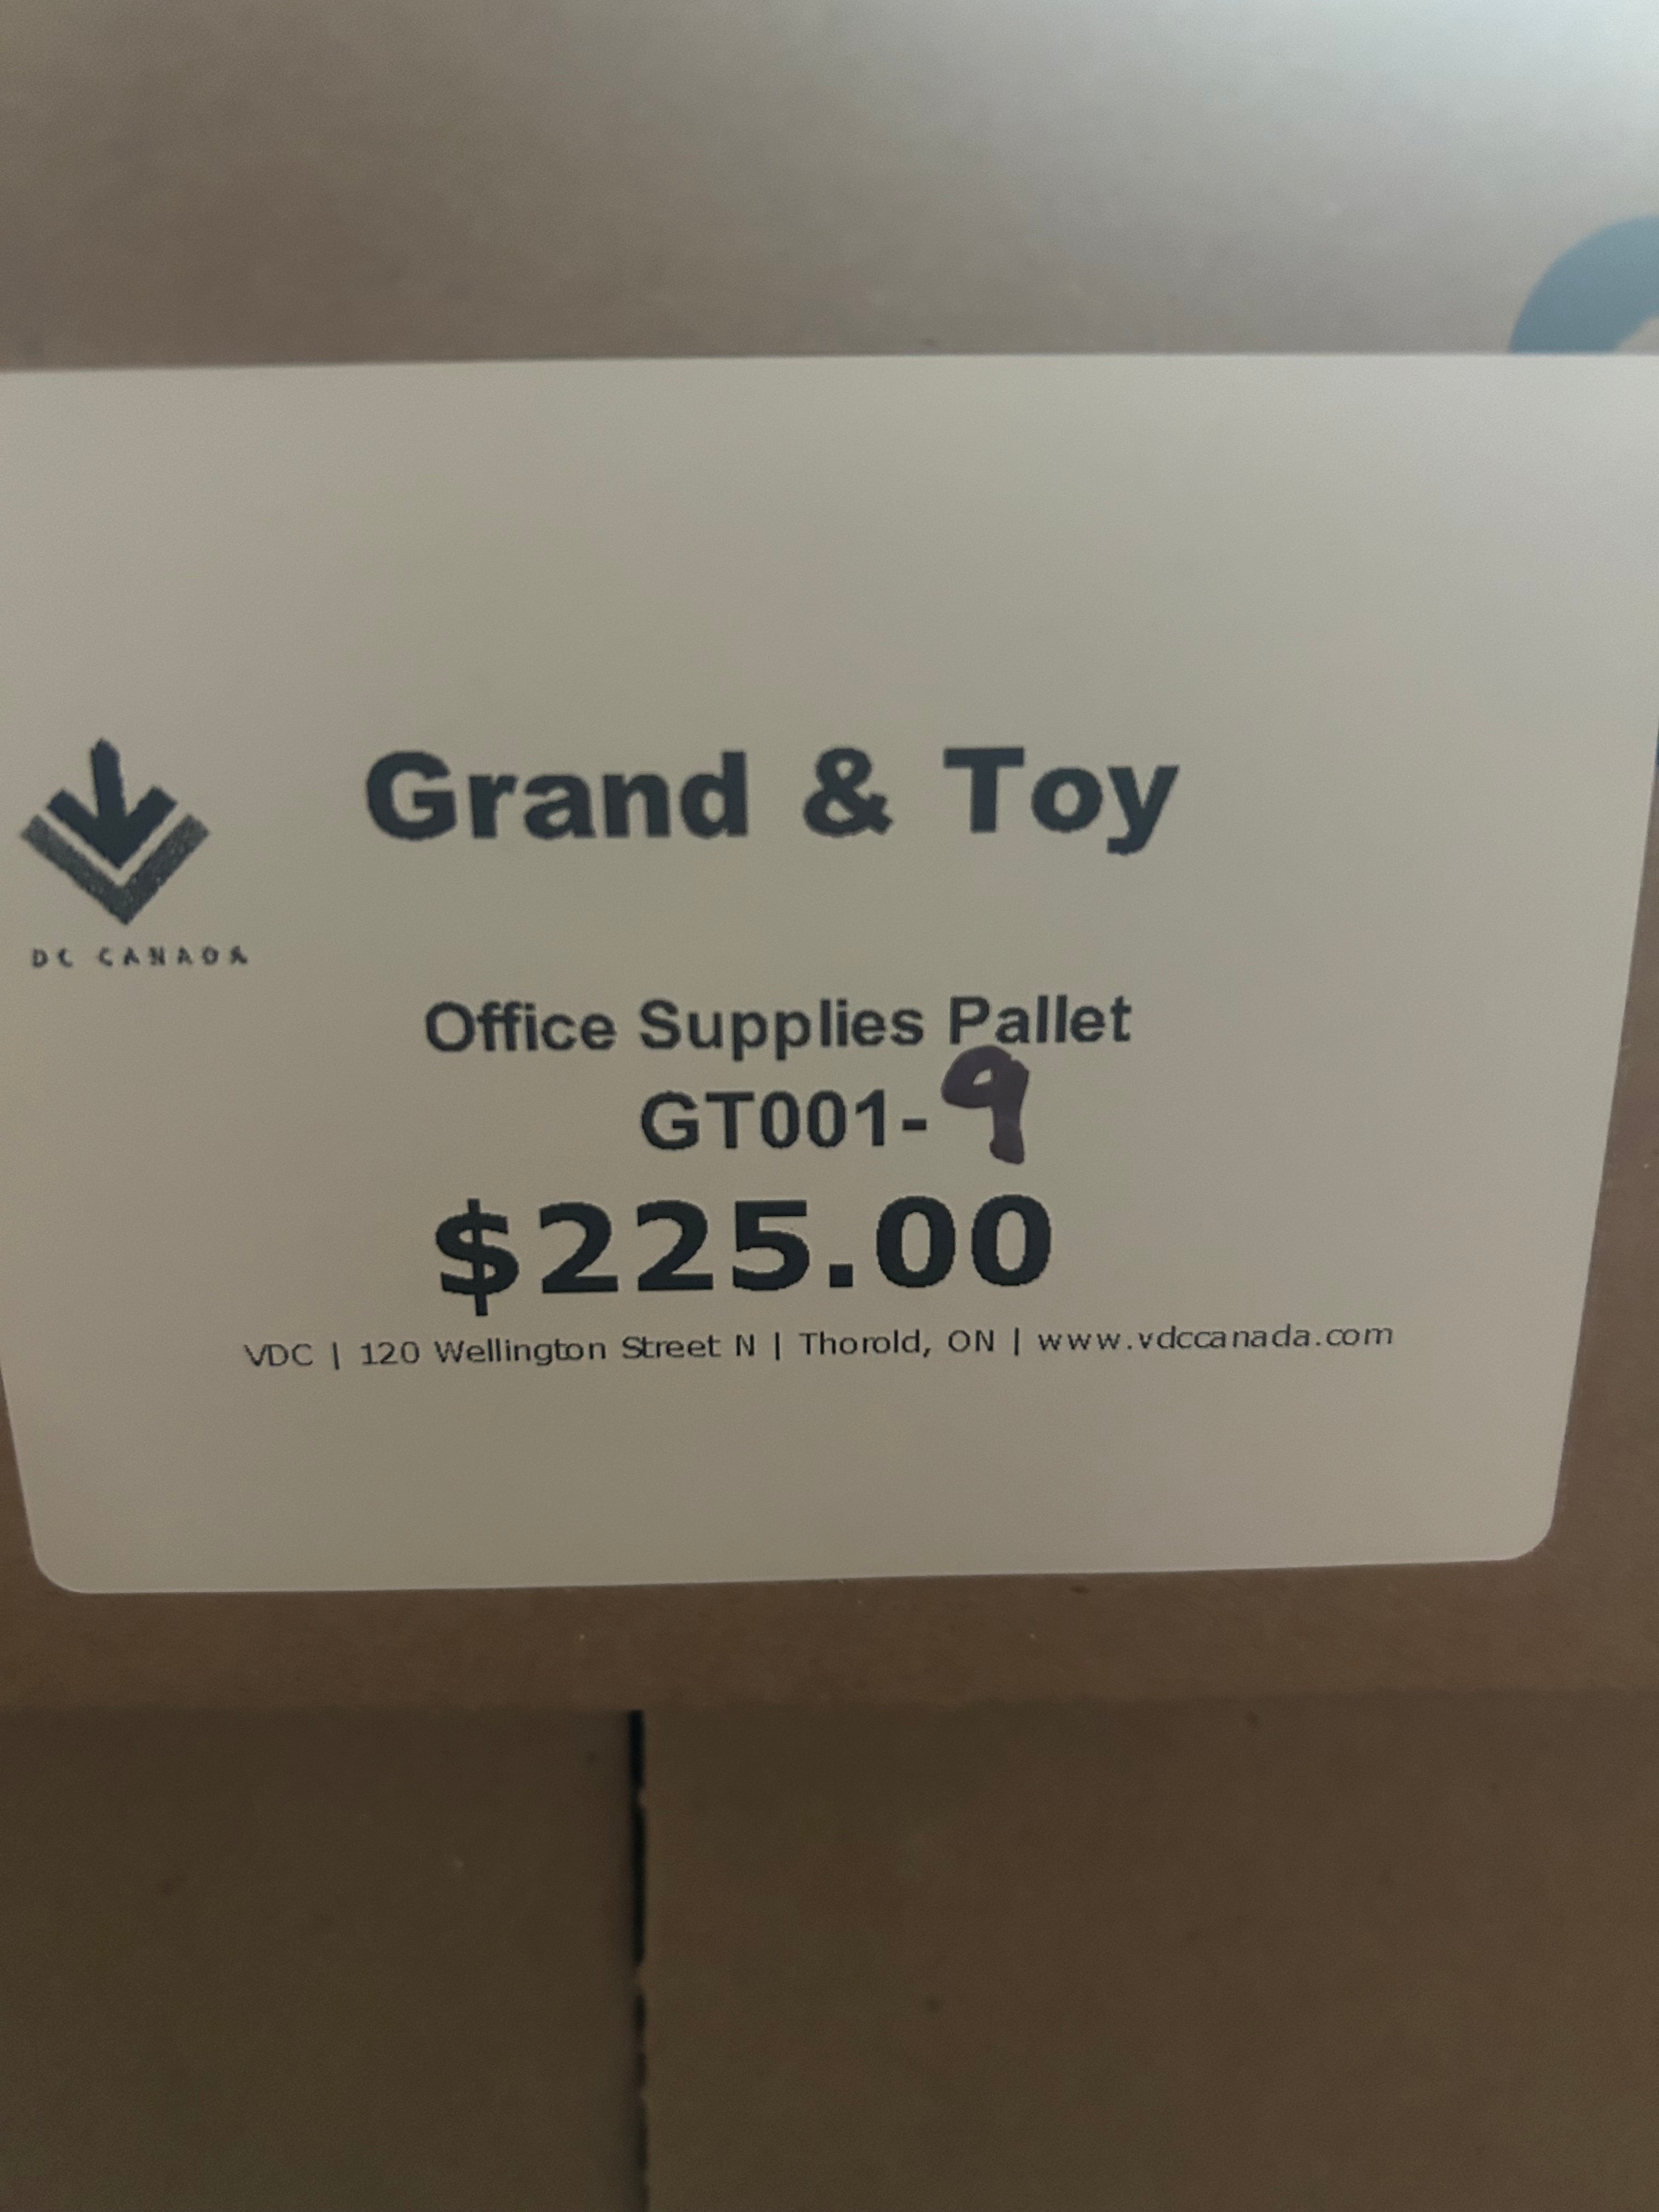 Grand & Toy
DC CANADA
Office Supplies Pallet
GT001-9
$225.00
VDC | 120 Wellington Street N | Thorold, ON | www.vdccanada.com